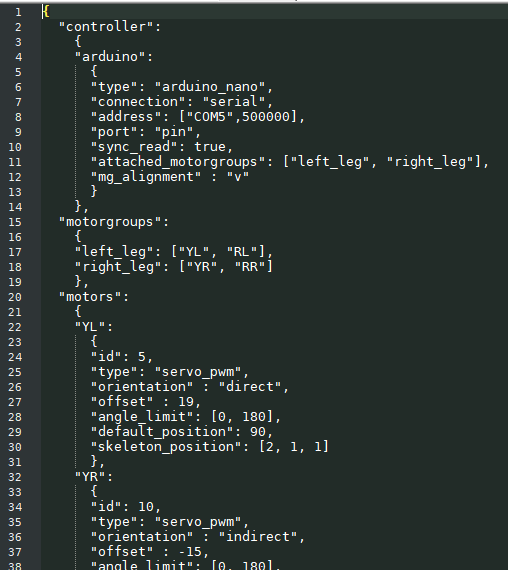 1 {
2 "controller":
3 {
4 "arduino":
5 {
6 "type": "arduino_nano",
7 "connection": "serial",
8 "address": ["COM5",500000],
9 "port": "pin",
10 "sync_read": true,
11 "attached_motorgroups": ["left_leg", "right_leg"],
12 "mg_alignment" : "v"
13 }
14 },
15 "motorgroups":
16 {
17 "left_leg": ["YL", "RL"],
18 "right_leg": ["YR", "RR"]
19 },
20 "motors":
21 {
22 "YL":
23 {
24 "id": 5,
25 "type": "servo_pwm",
26 "orientation" : "direct",
27 "offset" : 19,
28 "angle_limit": [0, 180],
29 "default_position": 90,
30 "skeleton_position": [2, 1, 1]
31 },
32 "YR":
33 {
34 "id": 10,
35 "type": "servo_pwm",
36 "orientation" : "indirect",
37 "offset" : -15,
38 "angle_limit": [0, 180],